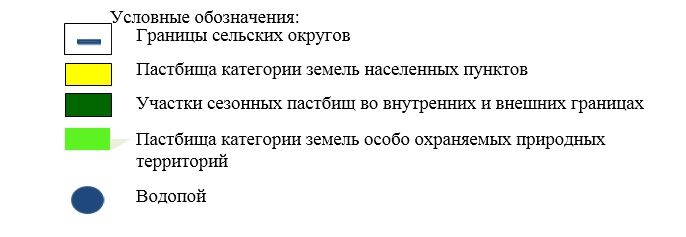 Условные обозначения:
Границы сельских округов
Пастбища категории земель населенных пунктов
Участки сезонных пастбищ во внутренних и внешних границах
Пастбища категории земель особо охраняемых природных
территорий
Водопой